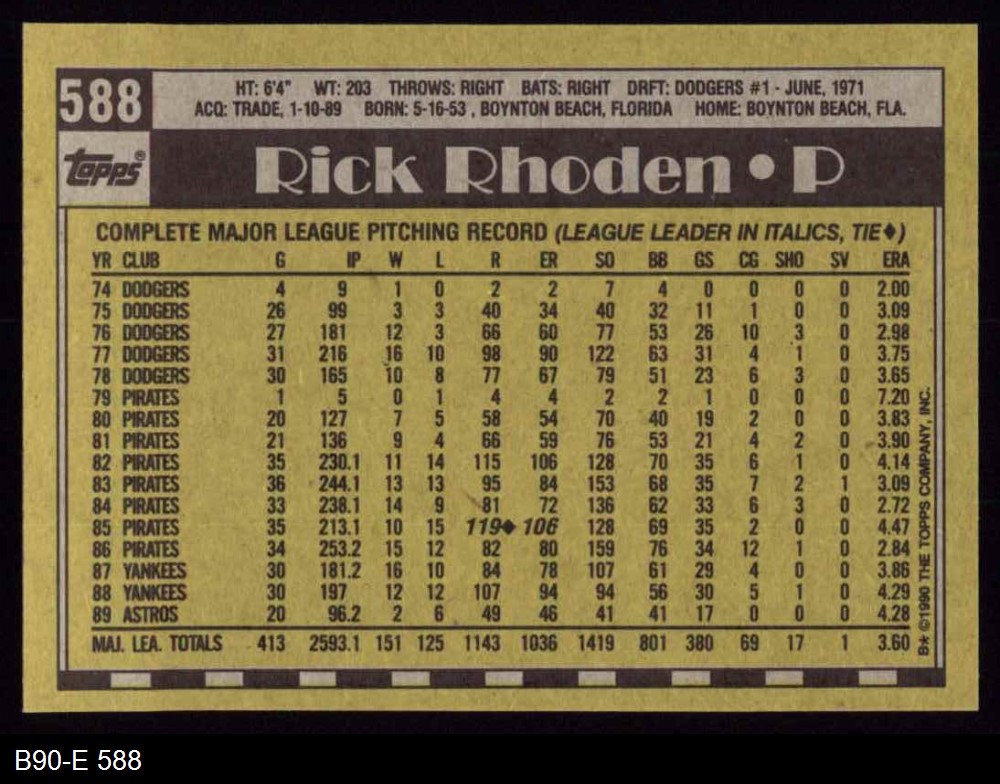 588
HT: 6'4" WT: 203 THROWS: RIGHT BATS: RIGHT DRFT: DODGERS #1 - JUNE, 1971
ACQ: TRADE, 1-10-89 BORN: 5-16-53 , BOYNTON BEACH, FLORIDA HOME: BOYNTON BEACH, FLA.
topps®
Rick Rhoden • P
COMPLETE MAJOR LEAGUE PITCHING RECORD (LEAGUE LEADER IN ITALICS, TIE♦)
YR CLUB G IP W L R ER SO BB GS CG SHO SV ERA
74 DODGERS 4 9 1 0 2 2 7 4 0 0 0 0 2.00
75 DODGERS 26 99 3 3 40 34 40 32 11 1 0 0 3.09
76 DODGERS 27 181 12 3 66 60 77 53 26 10 3 0 2.98
77 DODGERS 31 216 16 10 98 90 122 63 31 4 1 0 3.75
78 DODGERS 30 165 10 8 77 67 79 51 23 6 3 0 3.65
79 PIRATES 1 5 0 1 4 4 2 2 1 0 0 0 7.20
80 PIRATES 20 127 7 5 58 54 70 40 19 2 0 0 3.83
81 PIRATES 21 136 9 4 66 59 76 53 21 4 2 0 3.90
82 PIRATES 35 230.1 11 14 115 106 128 70 35 6 1 0 4.14
83 PIRATES 36 244.1 13 13 95 84 153 68 35 7 2 1 3.09
84 PIRATES 33 238.1 14 9 81 72 136 62 33 6 3 0 2.72
85 PIRATES 35 213.1 10 15 119♦ 106 128 69 35 2 0 0 4.47
86 PIRATES 34 253.2 15 12 82 80 159 76 34 12 1 0 2.84
87 YANKEES 30 181.2 16 10 84 78 107 61 29 4 0 0 3.86
88 YANKEES 30 197 12 12 107 94 94 56 30 5 1 0 4.29
89 ASTROS 20 96.2 2 6 49 46 41 41 17 0 0 0 4.28
MAJ. LEA. TOTALS 413 2593.1 151 125 1143 1036 1419 801 380 69 17 1 3.60
B* ©1990 THE TOPPS COMPANY, INC.
B90-E 588